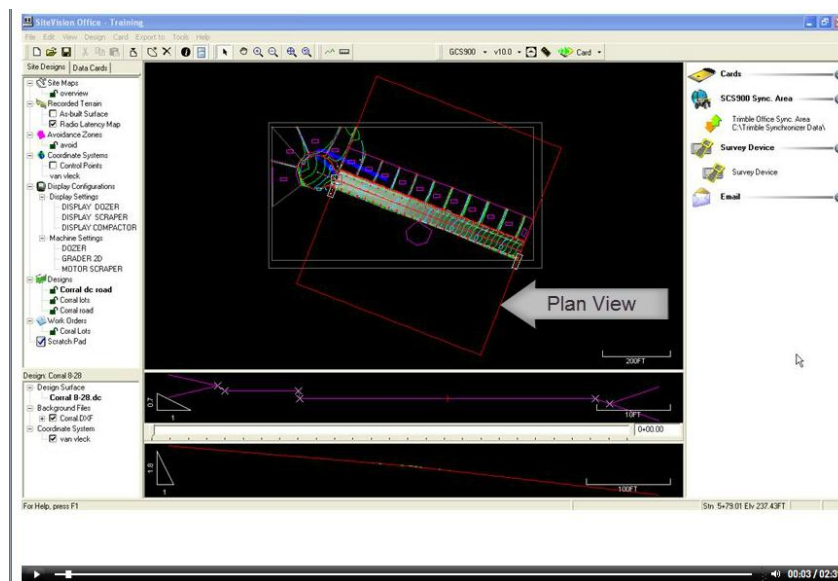 SiteVision Office - Training
File Edit View Design Card Export to Tools Help
GCS900 v10.0 Card
Site Designs Data Cards
Site Maps
overview
Recorded Terrain
As-built Surface
Radio Latency Map
Avoidance Zones
avoid
Coordinate Systems
Control Points
van vleck
Display Configurations
Display Settings
DISPLAY DOZER
DISPLAY SCRAPER
DISPLAY COMPACTOR
Machine Settings
DOZER
GRADER 2D
MOTOR SCRAPER
Designs
Corral dc road
Corral lots
Corral road
Work Orders
Coral Lots
Scratch Pad
Design: Corral 8-28
Design Surface
Corral 8-28.dc
Background Files
Corral.DXF
Coordinate System
van vleck
For Help, press F1
Plan View
200FT
0.7
1
10FT
0+00.00
1.8
1
100FT
Cards
SCS900 Sync. Area
Trimble Office Sync. Area
C:\Trimble Synchronizer Data\
Survey Device
Survey Device
Email
Stn 5+79.01 Elv 237.43FT
00:03 / 02: